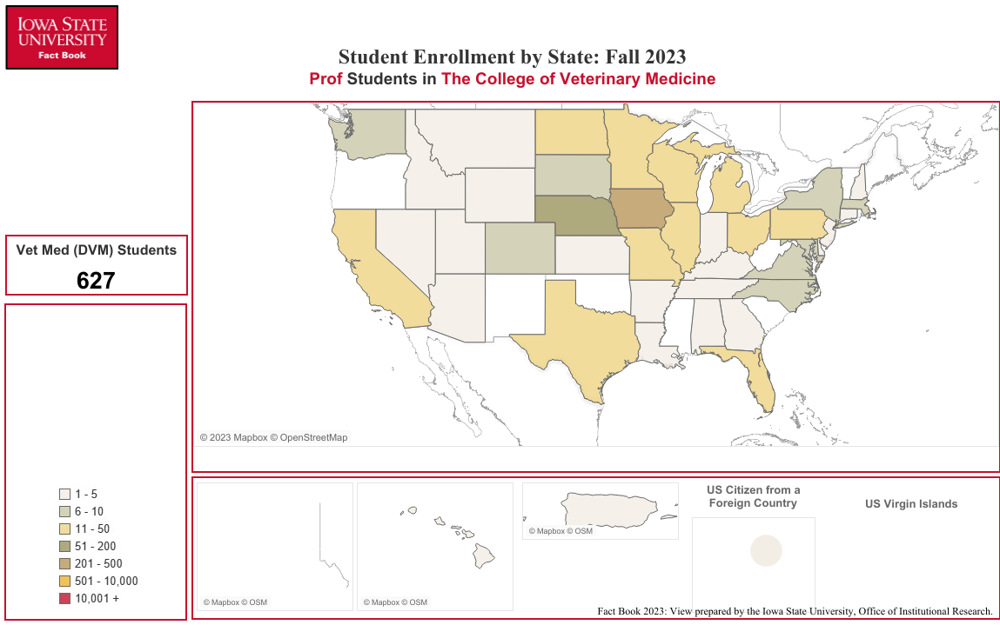 IOWA STATE
UNIVERSITY
Fact Book
Student Enrollment by State: Fall 2023
Prof Students in The College of Veterinary Medicine
Vet Med (DVM) Students
627
1 - 5
6 - 10
11 - 50
51 - 200
201 - 500
501 - 10,000
10,001 +
© 2023 Mapbox © OpenStreetMap
© Mapbox © OSM
© Mapbox © OSM
© Mapbox © OSM
US Citizen from a
Foreign Country
US Virgin Islands
Fact Book 2023: View prepared by the Iowa State University, Office of Institutional Research.